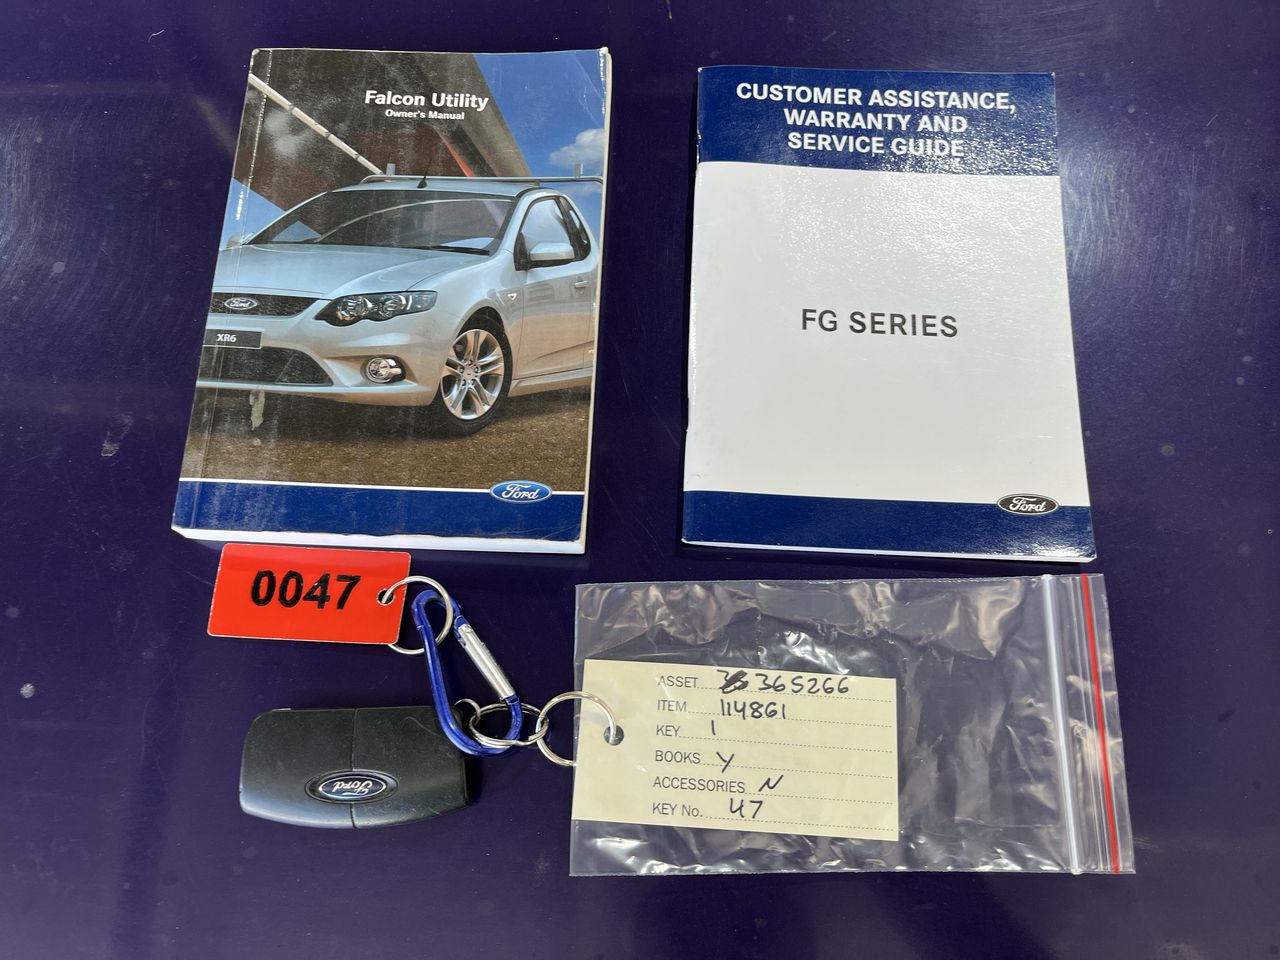 Falcon Utility
Owner's Manual
Ford
XR6
Ford
CUSTOMER ASSISTANCE,
WARRANTY AND
SERVICE GUIDE
FG SERIES
Ford
0047
Ford
ASSET 365266
ITEM 114861
KEY 1
BOOKS Y
ACCESSORIES N
KEY No. 47